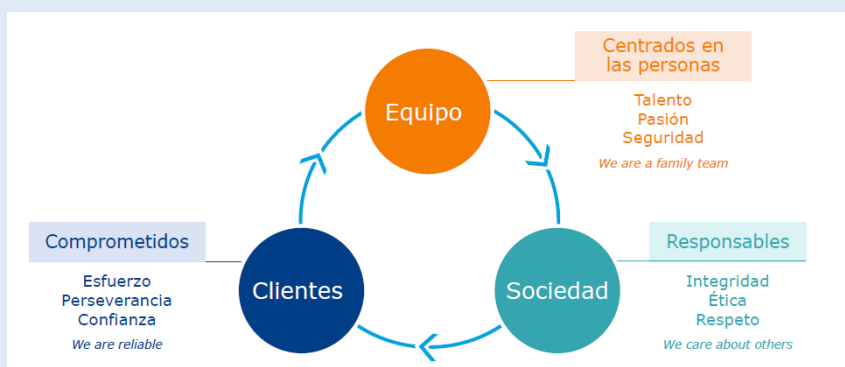 Centrados en
las personas
Equipo
Talento
Pasión
Seguridad
We are a family team
Comprometidos
Responsables
Clientes
Sociedad
Esfuerzo
Perseverancia
Confianza
We are reliable
Integridad
Ética
Respeto
We care about others